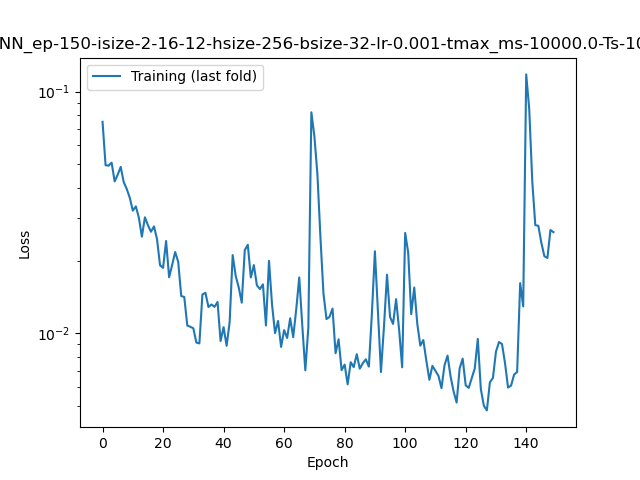 NN_ep-150-isize-2-16-12-hsize-256-bsize-32-lr-0.001-tmax_ms-10000.0-Ts-10
Training (last fold)
10⁻¹
10⁻²
Loss
0 20 40 60 80 100 120 140
Epoch